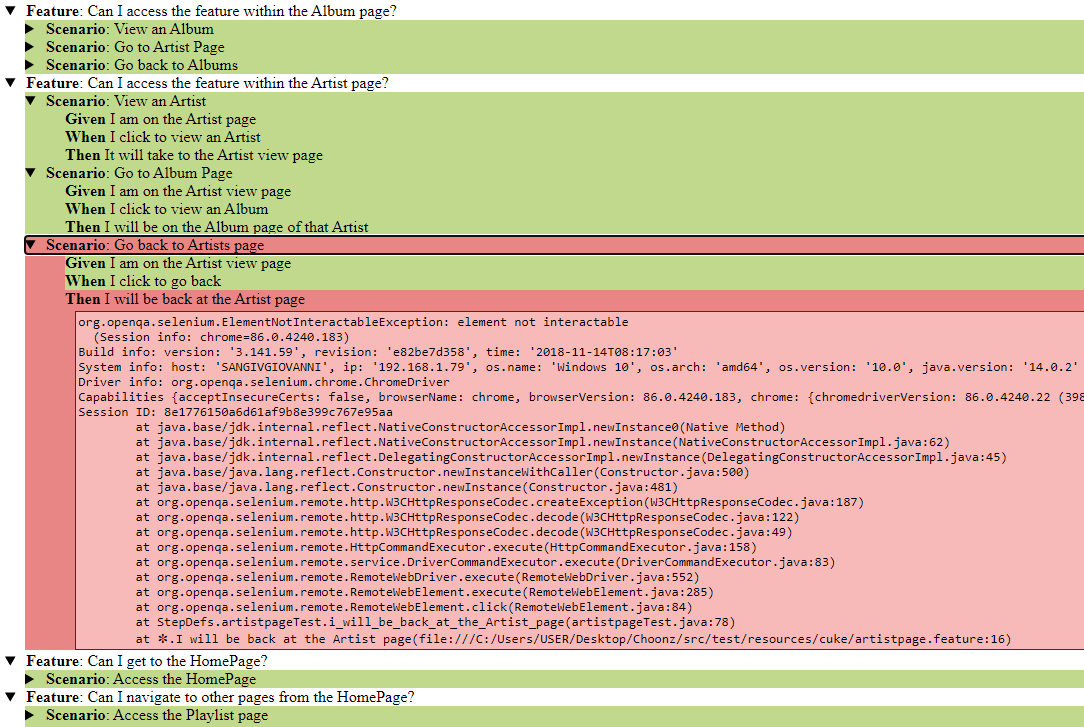 Feature: Can I access the feature within the Album page?
Scenario: View an Album
Scenario: Go to Artist Page
Scenario: Go back to Albums
Feature: Can I access the feature within the Artist page?
Scenario: View an Artist
Given I am on the Artist page
When I click to view an Artist
Then It will take to the Artist view page
Scenario: Go to Album Page
Given I am on the Artist view page
When I click to view an Album
Then I will be on the Album page of that Artist
Scenario: Go back to Artists page
Given I am on the Artist view page
When I click to go back
Then I will be back at the Artist page
org.openqa.selenium.ElementNotInteractableException: element not interactable
(Session info: chrome=86.0.4240.183)
Build info: version: '3.141.59', revision: 'e82be7d358', time: '2018-11-14T08:17:03'
System info: host: 'SANGIVGIOVANNI', ip: '192.168.1.79', os.name: 'Windows 10', os.arch: 'amd64', os.version: '10.0', java.version: '14.0.2'
Driver info: org.openqa.selenium.chrome.ChromeDriver
Capabilities {acceptInsecureCerts: false, browserName: chrome, browserVersion: 86.0.4240.183, chrome: {chromedriverVersion: 86.0.4240.22 (398
Session ID: 8e1776150a6d61af9b8e399c767e95aa
at java.base/jdk.internal.reflect.NativeConstructorAccessorImpl.newInstance0(Native Method)
at java.base/jdk.internal.reflect.NativeConstructorAccessorImpl.newInstance(NativeConstructorAccessorImpl.java:62)
at java.base/jdk.internal.reflect.DelegatingConstructorAccessorImpl.newInstance(DelegatingConstructorAccessorImpl.java:45)
at java.base/java.lang.reflect.Constructor.newInstanceWithCaller(Constructor.java:500)
at java.base/java.lang.reflect.Constructor.newInstance(Constructor.java:481)
at org.openqa.selenium.remote.http.W3CHttpResponseCodec.createException(W3CHttpResponseCodec.java:187)
at org.openqa.selenium.remote.http.W3CHttpResponseCodec.decode(W3CHttpResponseCodec.java:122)
at org.openqa.selenium.remote.http.W3CHttpResponseCodec.decode(W3CHttpResponseCodec.java:49)
at org.openqa.selenium.remote.HttpCommandExecutor.execute(HttpCommandExecutor.java:158)
at org.openqa.selenium.remote.service.DriverCommandExecutor.execute(DriverCommandExecutor.java:83)
at org.openqa.selenium.remote.RemoteWebDriver.execute(RemoteWebDriver.java:552)
at org.openqa.selenium.remote.RemoteWebElement.execute(RemoteWebElement.java:285)
at org.openqa.selenium.remote.RemoteWebElement.click(RemoteWebElement.java:84)
at StepDefs.artistpageTest.i_will_be_back_at_the_Artist_page(artistpageTest.java:78)
at ✽.I will be back at the Artist page(file:///C:/Users/USER/Desktop/Choonz/src/test/resources/cuke/artistpage.feature:16)
Feature: Can I get to the HomePage?
Scenario: Access the HomePage
Feature: Can I navigate to other pages from the HomePage?
Scenario: Access the Playlist page